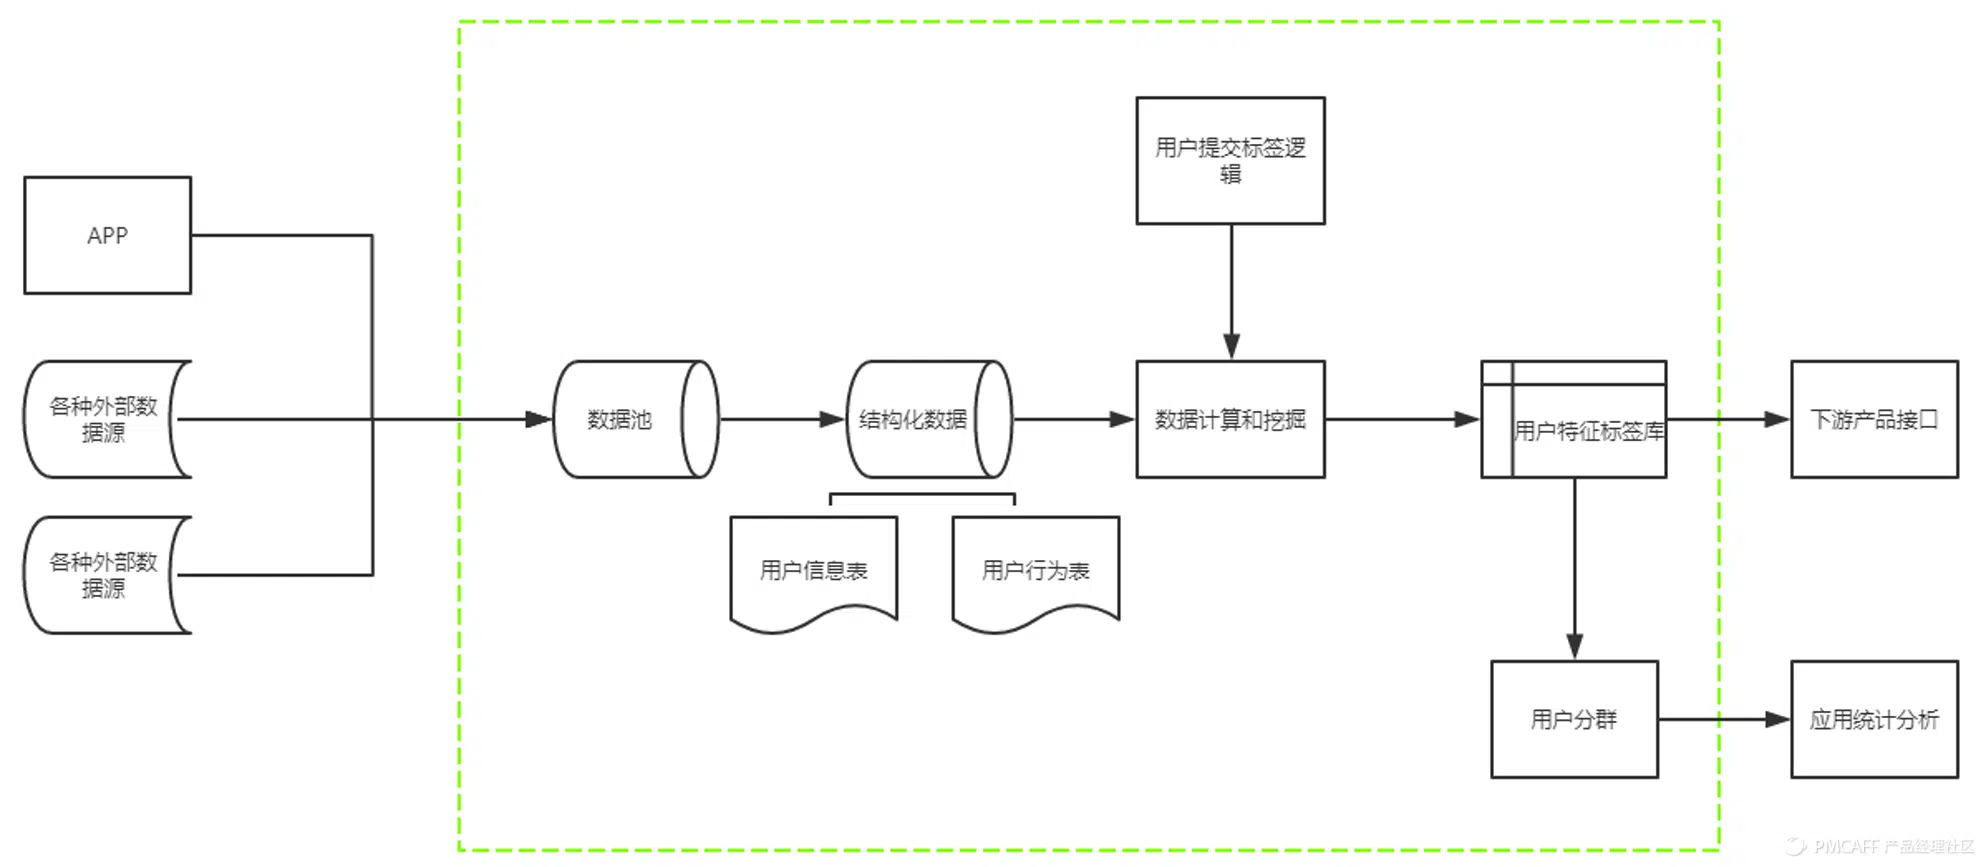 用户提交标签逻
辑
APP
各种外部数
据源
数据池
结构化数据
数据计算和挖掘
用户特征标签库
下游产品接口
各种外部数
据源
用户信息表
用户行为表
用户分群
应用统计分析
PMCAFF 产品经理社区